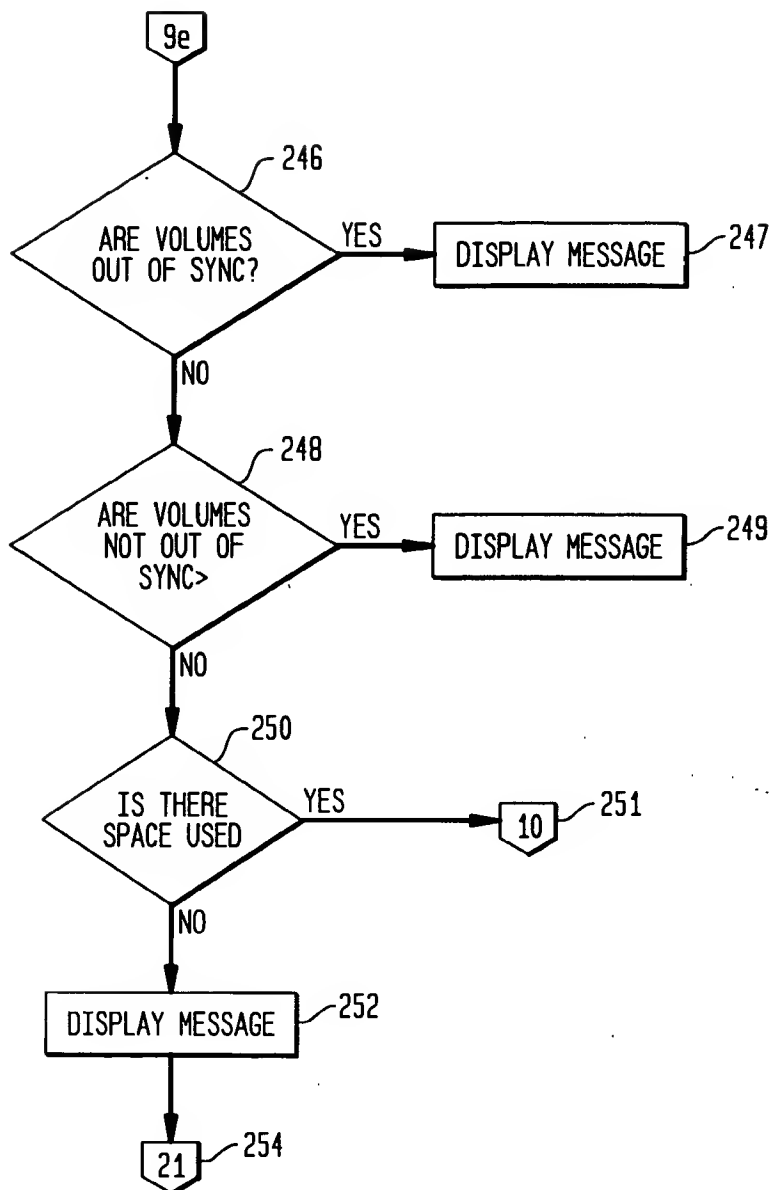 9e
246
ARE VOLUMES
OUT OF SYNC?
YES
DISPLAY MESSAGE
247
NO
248
ARE VOLUMES
NOT OUT OF
SYNC>
YES
DISPLAY MESSAGE
249
NO
250
IS THERE
SPACE USED
YES
10
251
NO
DISPLAY MESSAGE
252
21
254